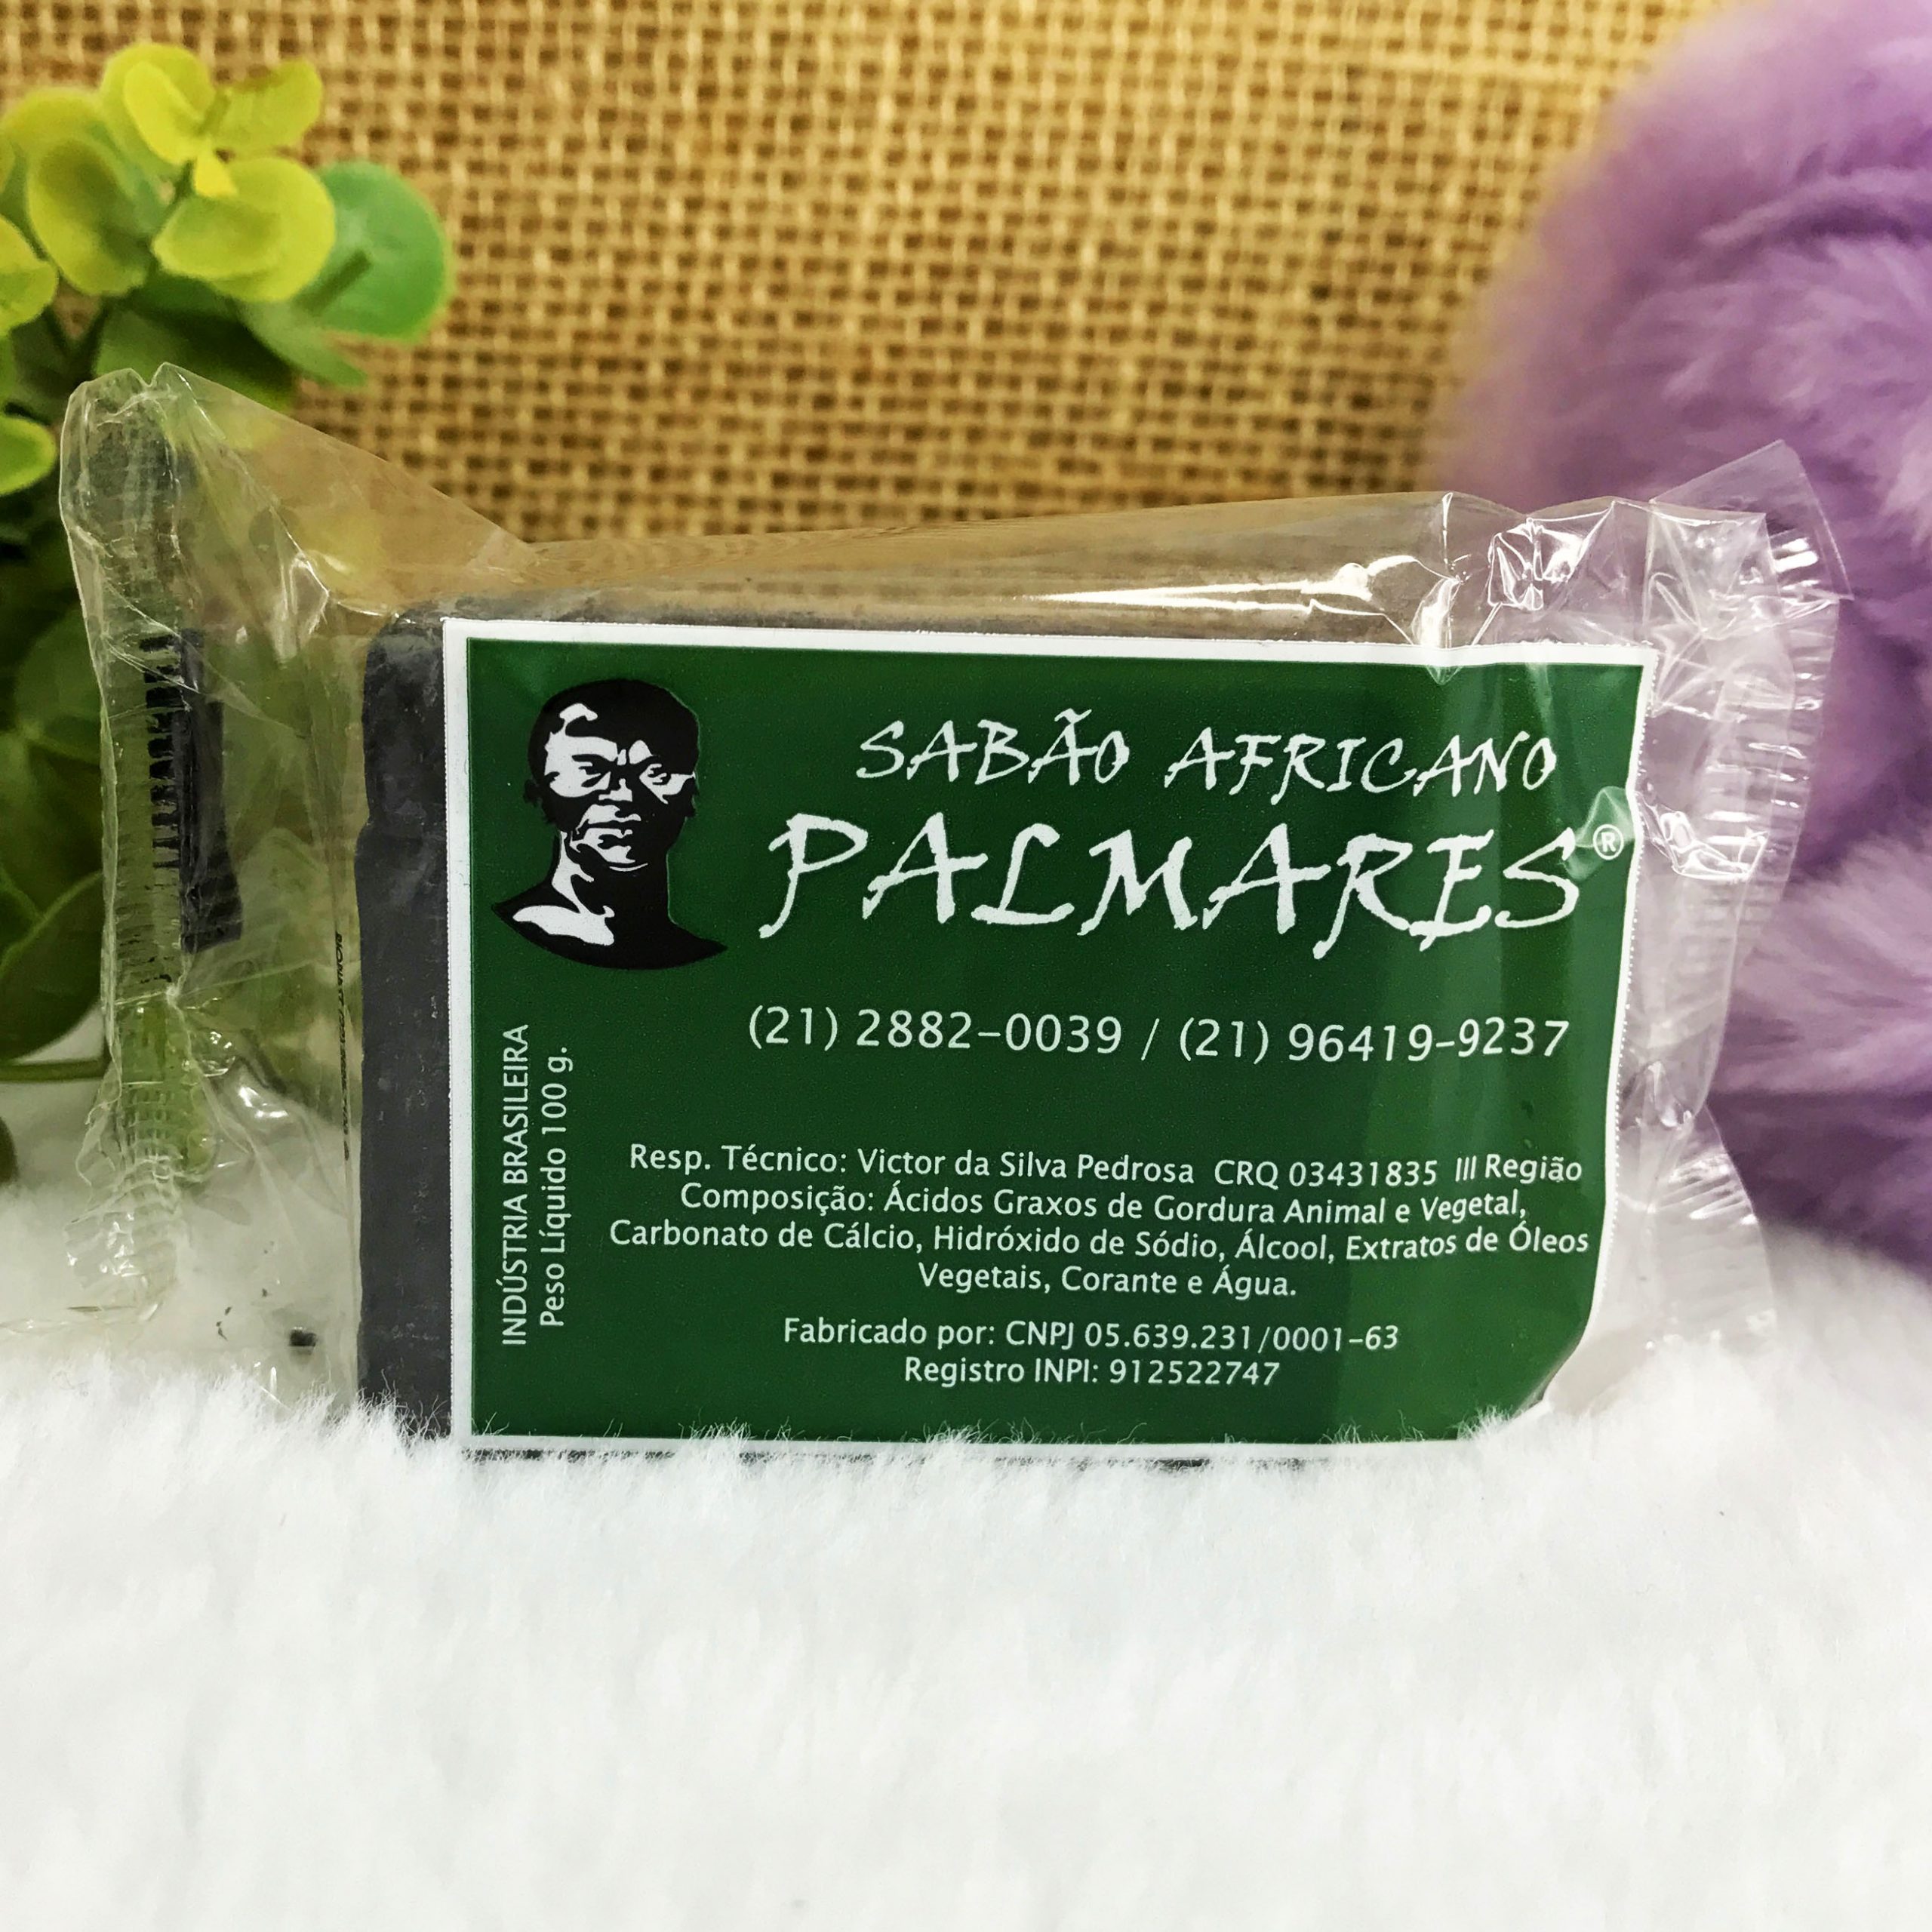 SABÃO AFRICANO
PALMARES®
(21) 2882-0039 / (21) 96419-9237
INDÚSTRIA BRASILEIRA
Peso Líquido 100 g.
Resp. Técnico: Victor da Silva Pedrosa CRQ 03431835 III Região
Composição: Ácidos Graxos de Gordura Animal e Vegetal,
Carbonato de Cálcio, Hidróxido de Sódio, Álcool, Extratos de Óleos
Vegetais, Corante e Água.
Fabricado por: CNPJ 05.639.231/0001-63
Registro INPI: 912522747